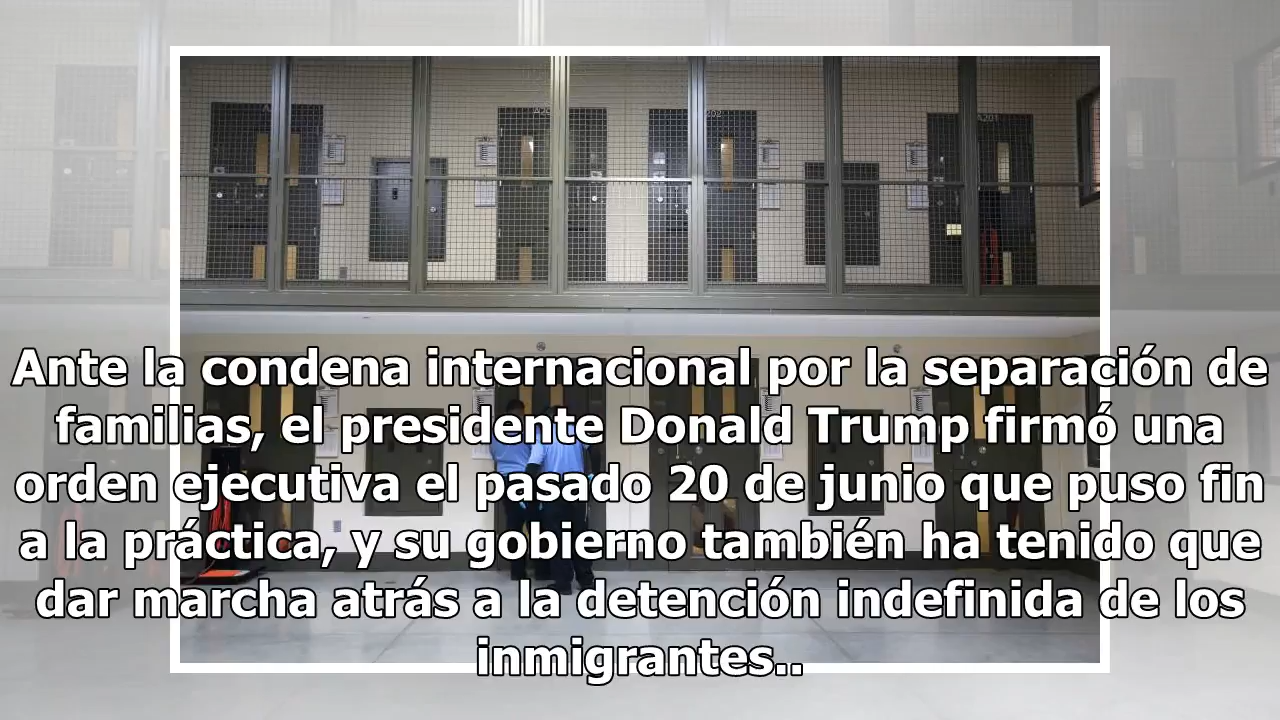 A201
Ante la condena internacional por la separación de
familias, el presidente Donald Trump firmó una
orden ejecutiva el pasado 20 de junio que puso fin
a la práctica, y su gobierno también ha tenido que
dar marcha atrás a la detención indefinida de los
inmigrantes..